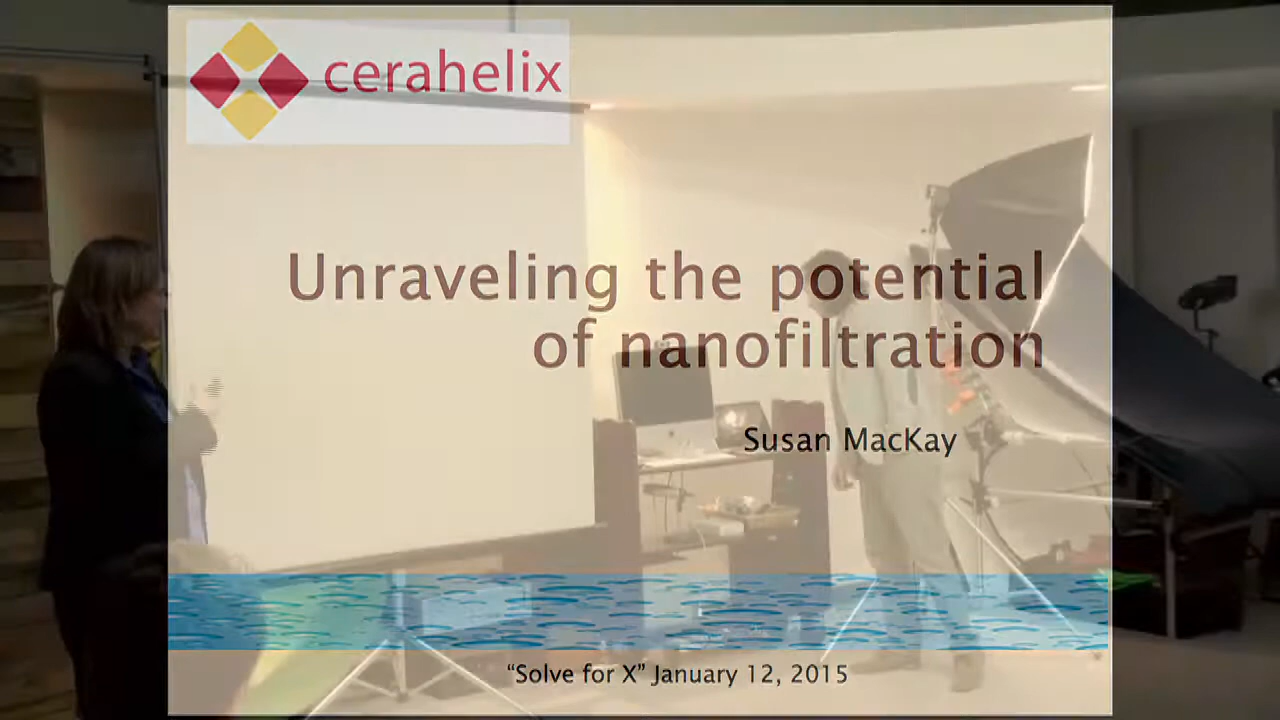 cerahelix
Unraveling the potential
of nanofiltration
Susan MacKay
“Solve for X” January 12, 2015